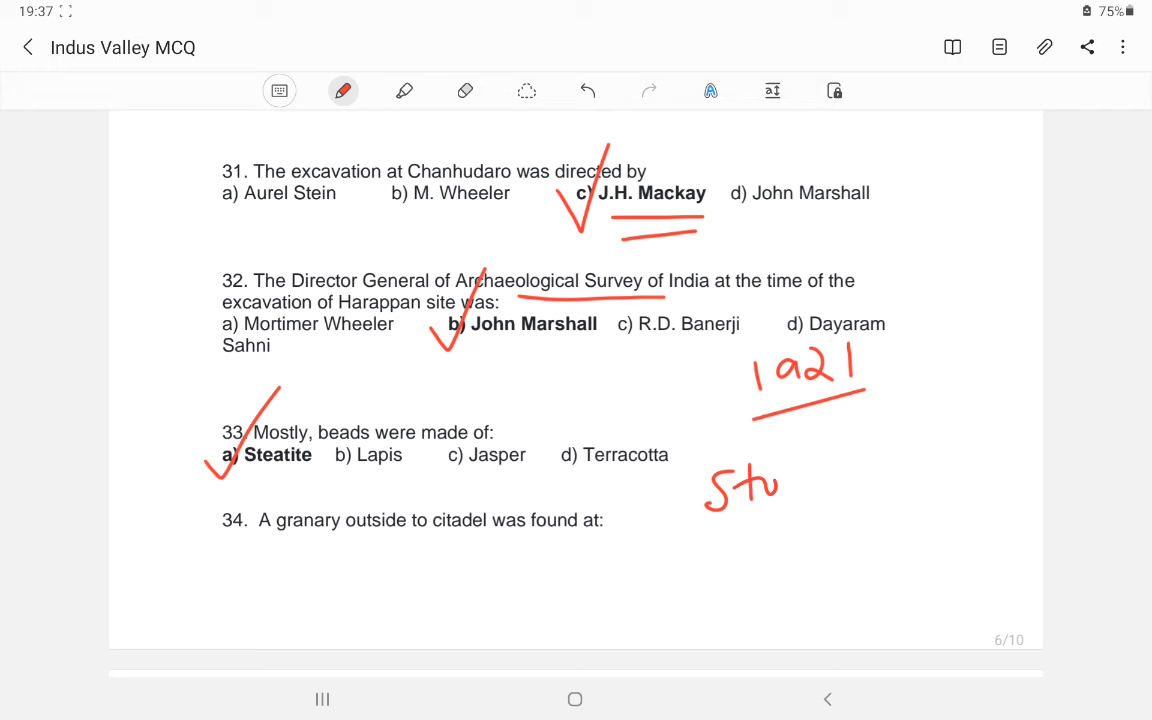 19:37 75%
Indus Valley MCQ
31. The excavation at Chanhudaro was directed by
a) Aurel Stein b) M. Wheeler c) J.H. Mackay d) John Marshall
32. The Director General of Archaeological Survey of India at the time of the
excavation of Harappan site was:
a) Mortimer Wheeler b) John Marshall c) R.D. Banerji d) Dayaram
Sahni
1921
33. Mostly, beads were made of:
a) Steatite b) Lapis c) Jasper d) Terracotta
34. A granary outside to citadel was found at:
6/10